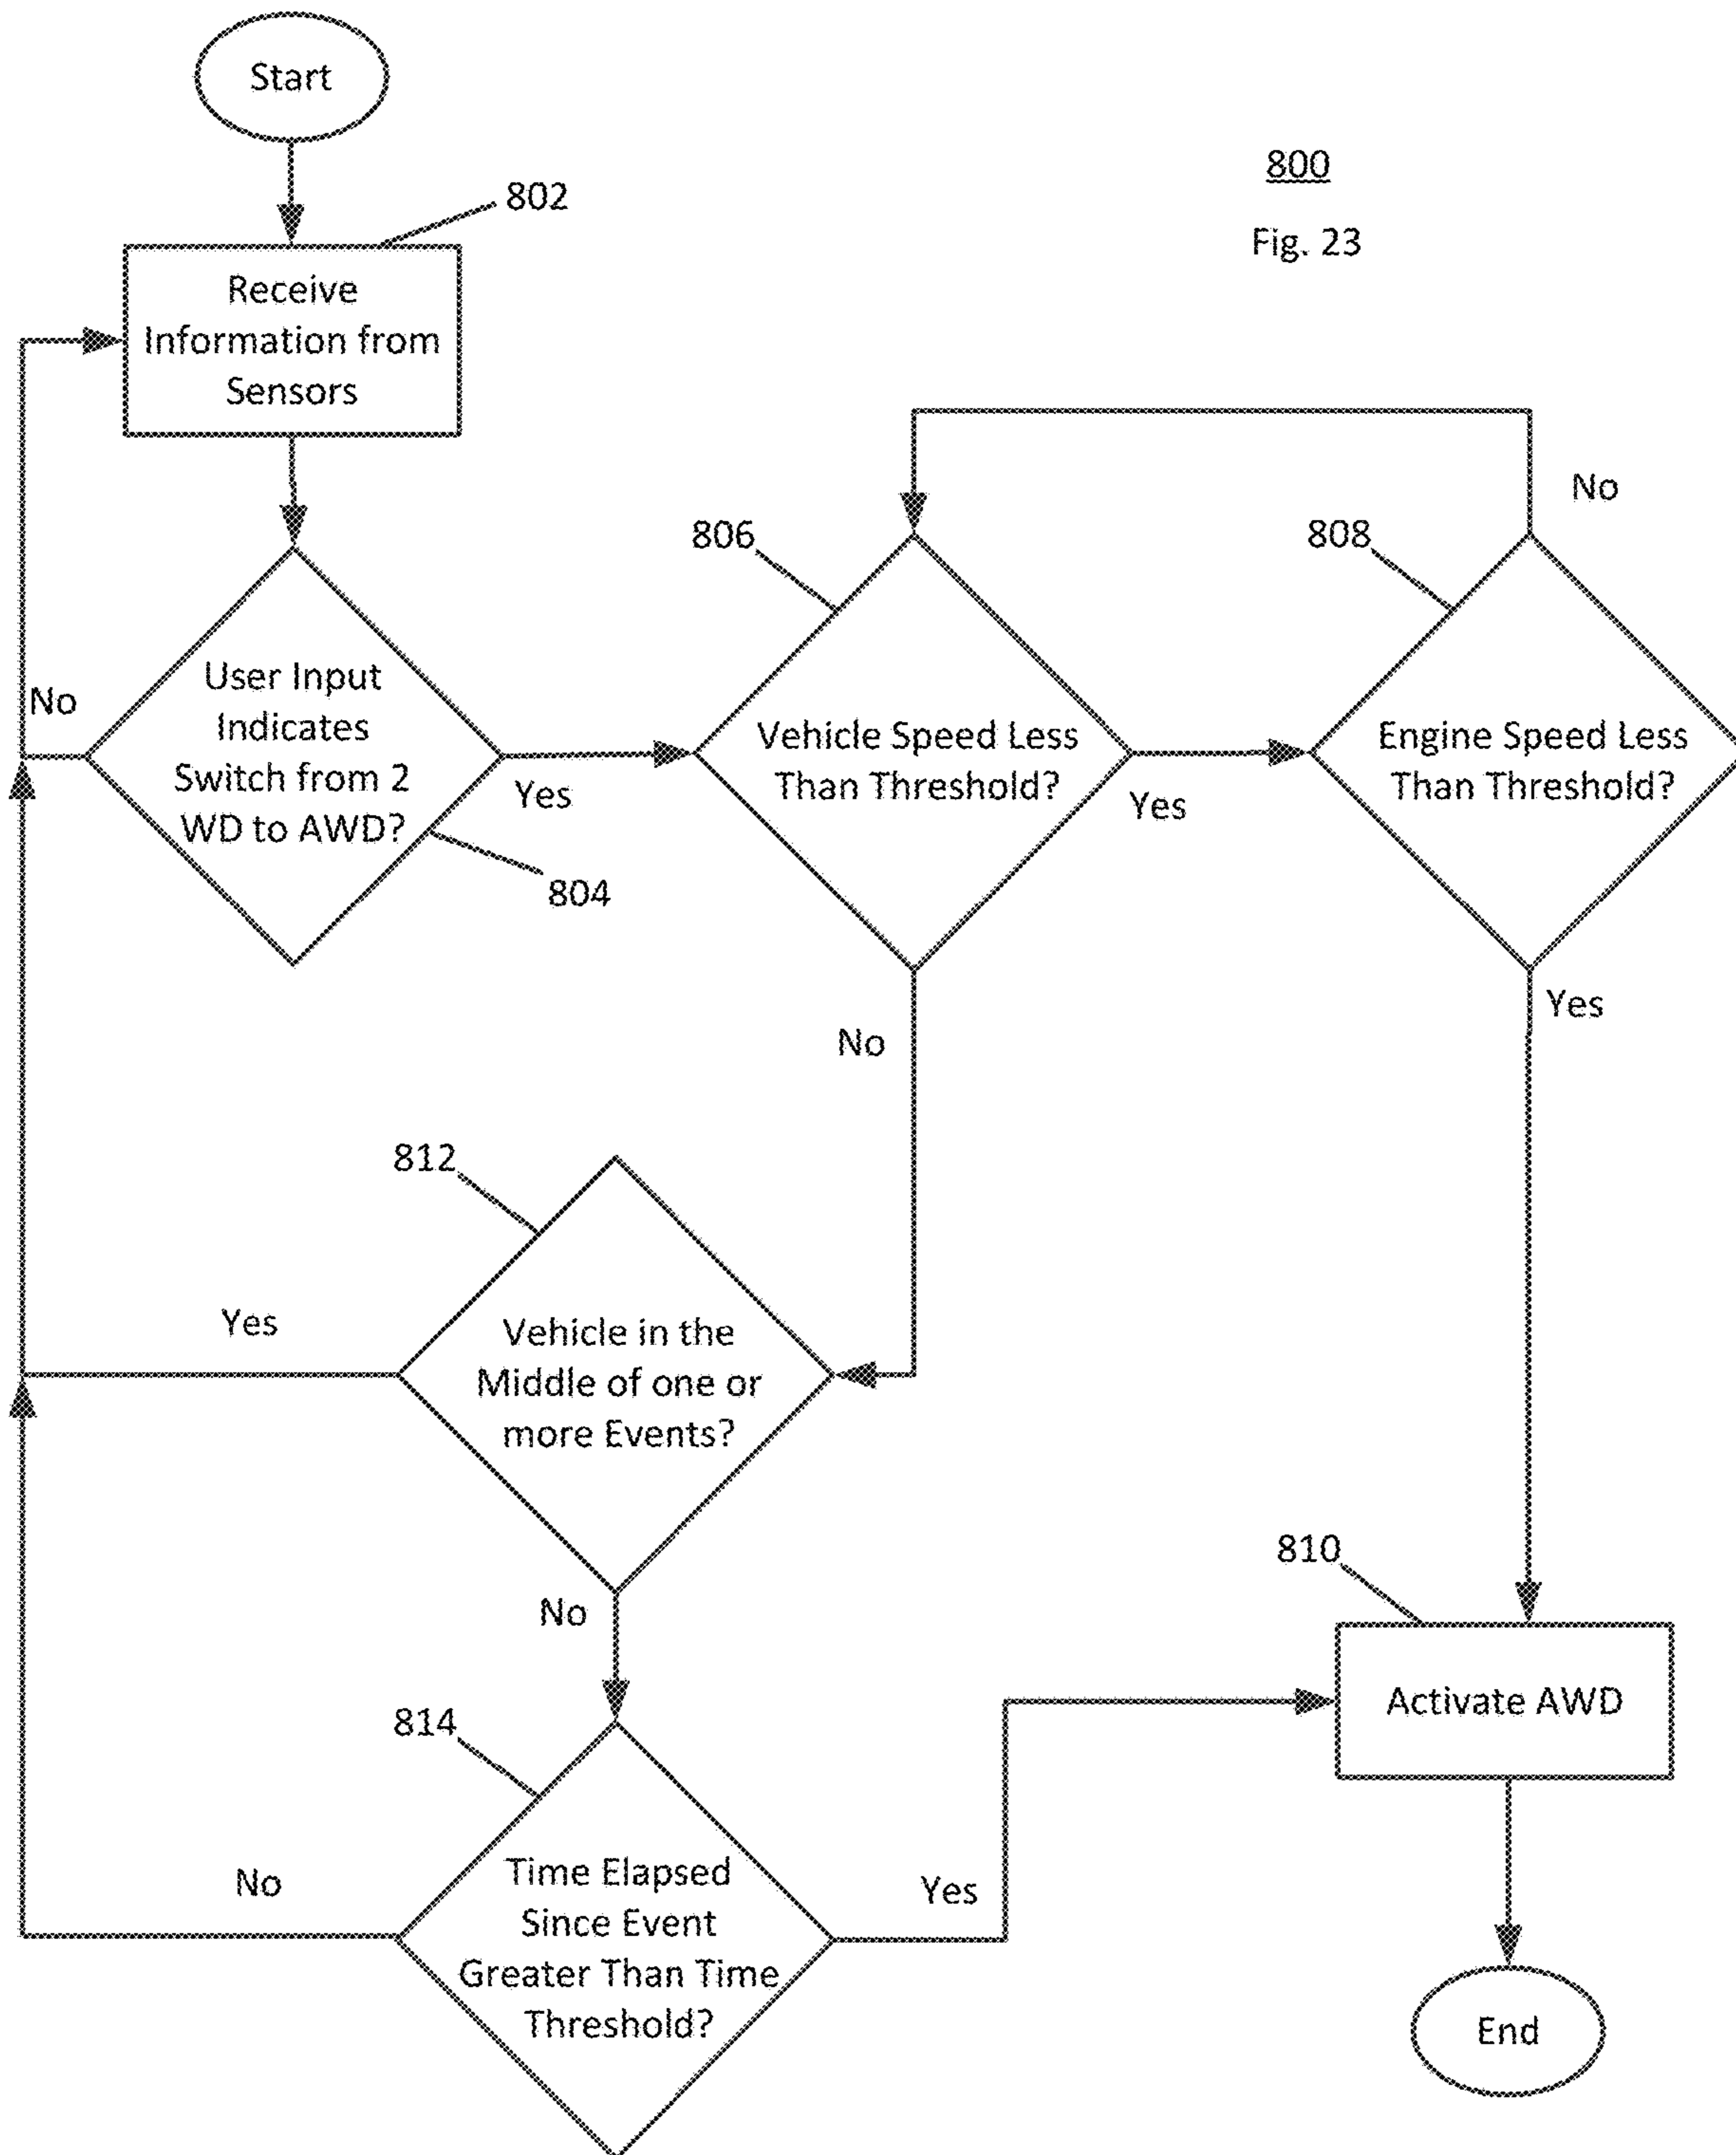 Start
800
Fig. 23
802
Receive
Information from
Sensors
No
806
808
User Input
Indicates
Switch from 2
WD to AWD?
No
Yes
804
Vehicle Speed Less
Than Threshold?
Yes
No
Engine Speed Less
Than Threshold?
Yes
812
Yes
Vehicle in the
Middle of one or
more Events?
No
810
Activate AWD
814
No
Time Elapsed
Since Event
Greater Than Time
Threshold?
Yes
End